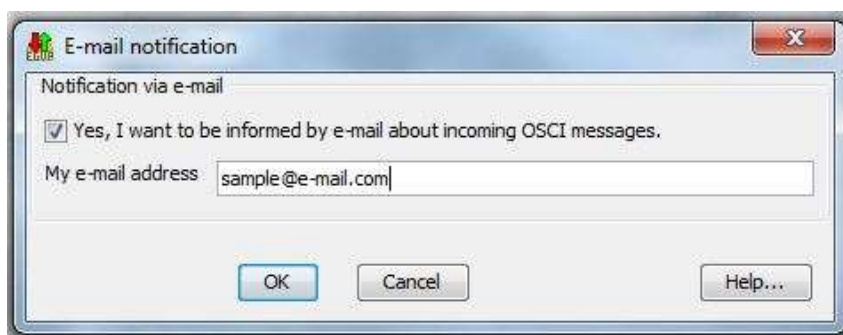 E-mail notification
Notification via e-mail
Yes, I want to be informed by e-mail about incoming OSCI messages.
My e-mail address sample@e-mail.com
OK Cancel Help...